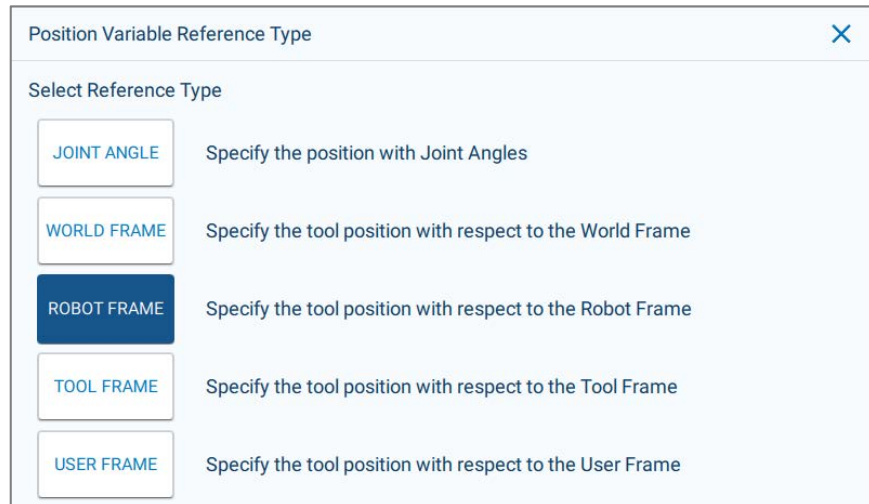 Position Variable Reference Type
Select Reference Type
JOINT ANGLE Specify the position with Joint Angles
WORLD FRAME Specify the tool position with respect to the World Frame
ROBOT FRAME Specify the tool position with respect to the Robot Frame
TOOL FRAME Specify the tool position with respect to the Tool Frame
USER FRAME Specify the tool position with respect to the User Frame